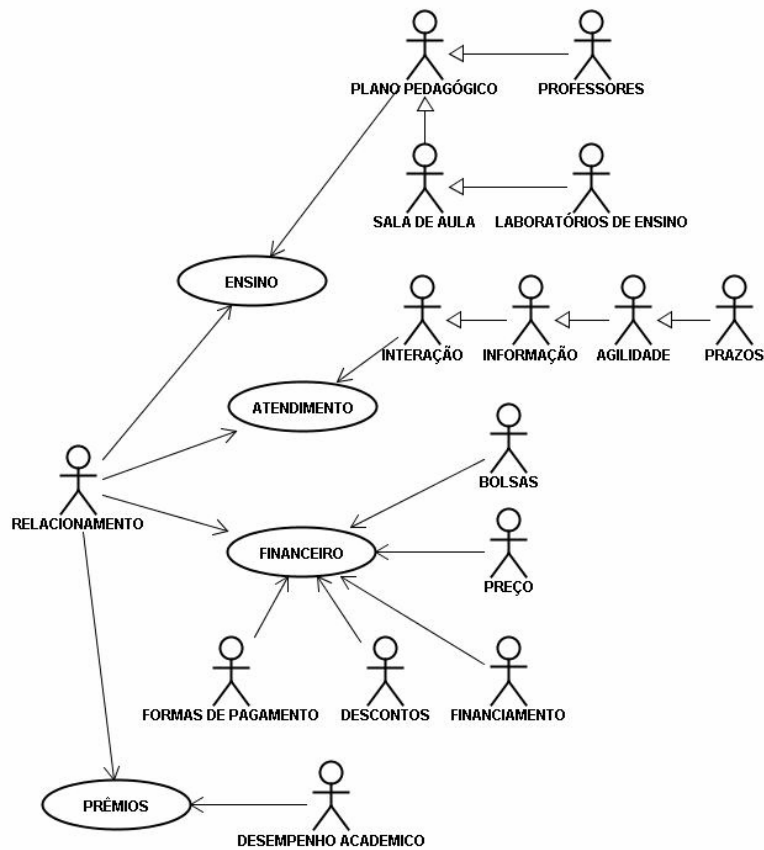 PLANO PEDAGÓGICO
PROFESSORES
SALA DE AULA
LABORATÓRIOS DE ENSINO
ENSINO
INTERAÇÃO
INFORMAÇÃO
AGILIDADE
PRAZOS
ATENDIMENTO
BOLSAS
RELACIONAMENTO
FINANCEIRO
PREÇO
FORMAS DE PAGAMENTO
DESCONTOS
FINANCIAMENTO
PRÊMIOS
DESEMPENHO ACADEMICO